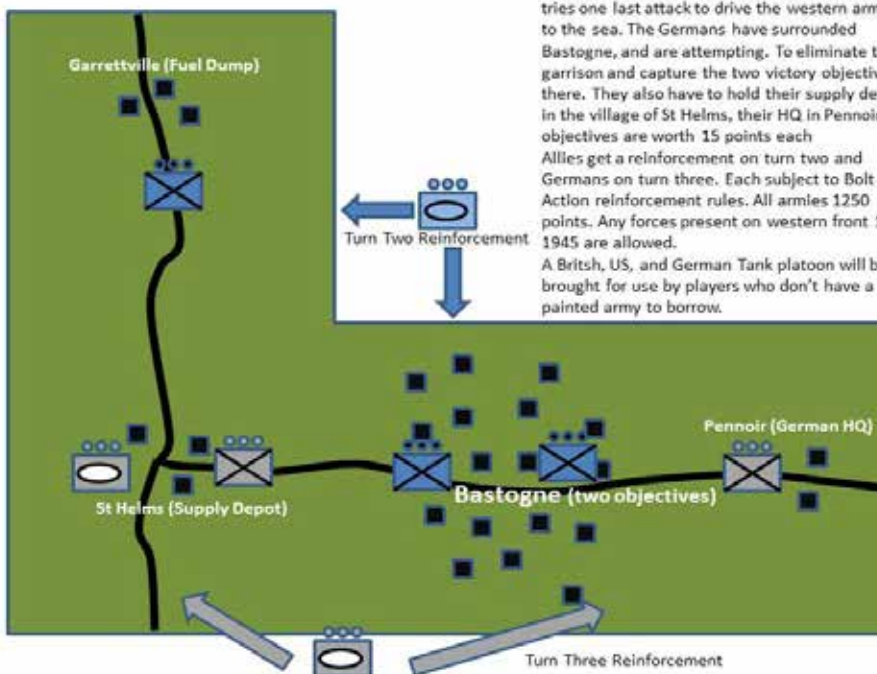 tries one last attack to drive the western
to the sea. The Germans have surrounded
Bastogne, and are attempting. To eliminate
garrison and capture the two victory
there. They also have to hold their supply
in the village of St Helms, their HQ in
objectives are worth 15 points each
Allies get a reinforcement on turn two and
Germans on turn three. Each subject to Bolt
Action reinforcement rules. All armies 1250
points. Any forces present on western front
1945 are allowed.
A Britsh, US, and German Tank platoon will
brought for use by players who don't have a
painted army to borrow.
Garrettville (Fuel Dump)
Turn Two Reinforcement
Pennoir (German HQ)
Bastogne (two objectives)
St Helms (Supply Depot)
Turn Three Reinforcement